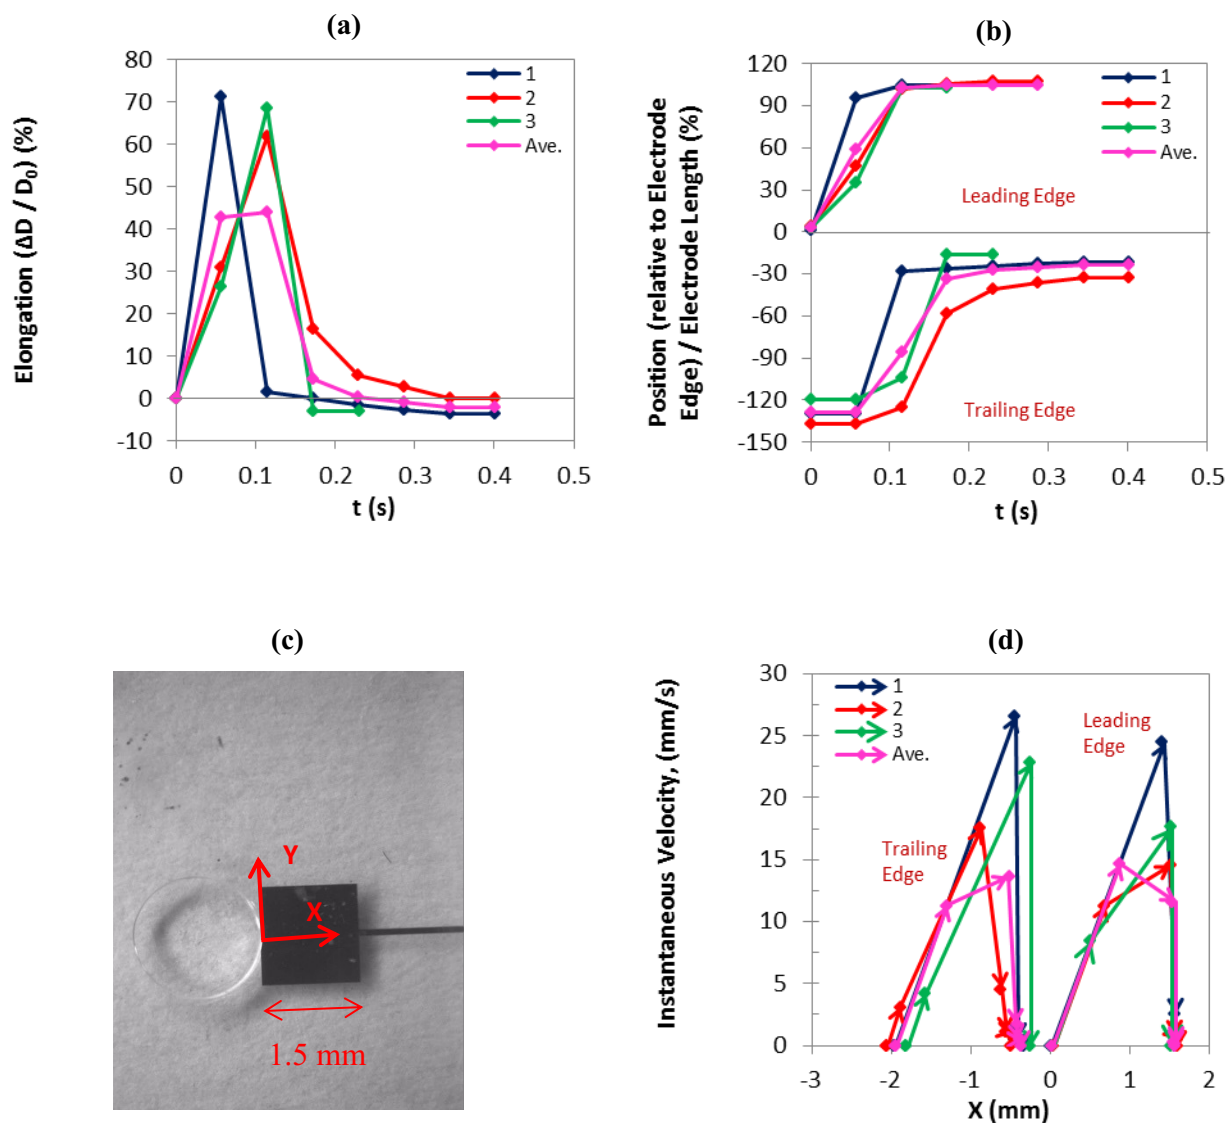 (a)
80
70
60
50
40
30
20
10
0
-10
0 0.1 0.2 0.3 0.4 0.5
t (s)
Elongation (ΔD / D₀) (%)
1
2
3
Ave.
(b)
120
90
60
30
0
-30
-60
-90
-120
-150
0 0.1 0.2 0.3 0.4 0.5
t (s)
Position (relative to Electrode
Edge) / Electrode Length (%)
1
2
3
Ave.
Leading Edge
Trailing Edge
(c)
Y
X
1.5 mm
(d)
30
25
20
15
10
5
0
-3 -2 -1 0 1 2
X (mm)
Instantaneous Velocity, (mm/s)
1
2
3
Ave.
Leading
Edge
Trailing
Edge